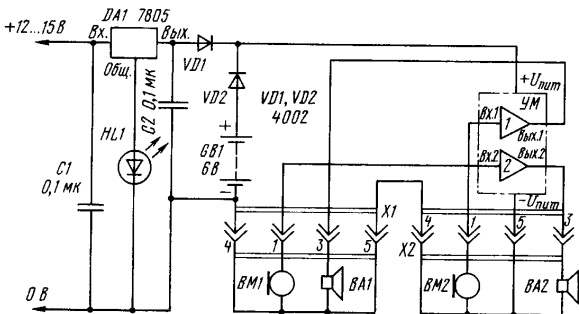 DA1 7805
+12...15В
Вх.
Вых.
VD1
Общ.
C2 0,1 мк
VD2
VD1, VD2
4002
+Uпит
УМ
Вх.1
1
Вых.1
Вх.2
2
Вых.2
-Uпит
HL1
+
GB1
6В
-
C1
0,1 мк
X1
X2
4
1
3
5
4
1
5
3
BM1
BA1
BM2
BA2
0 В